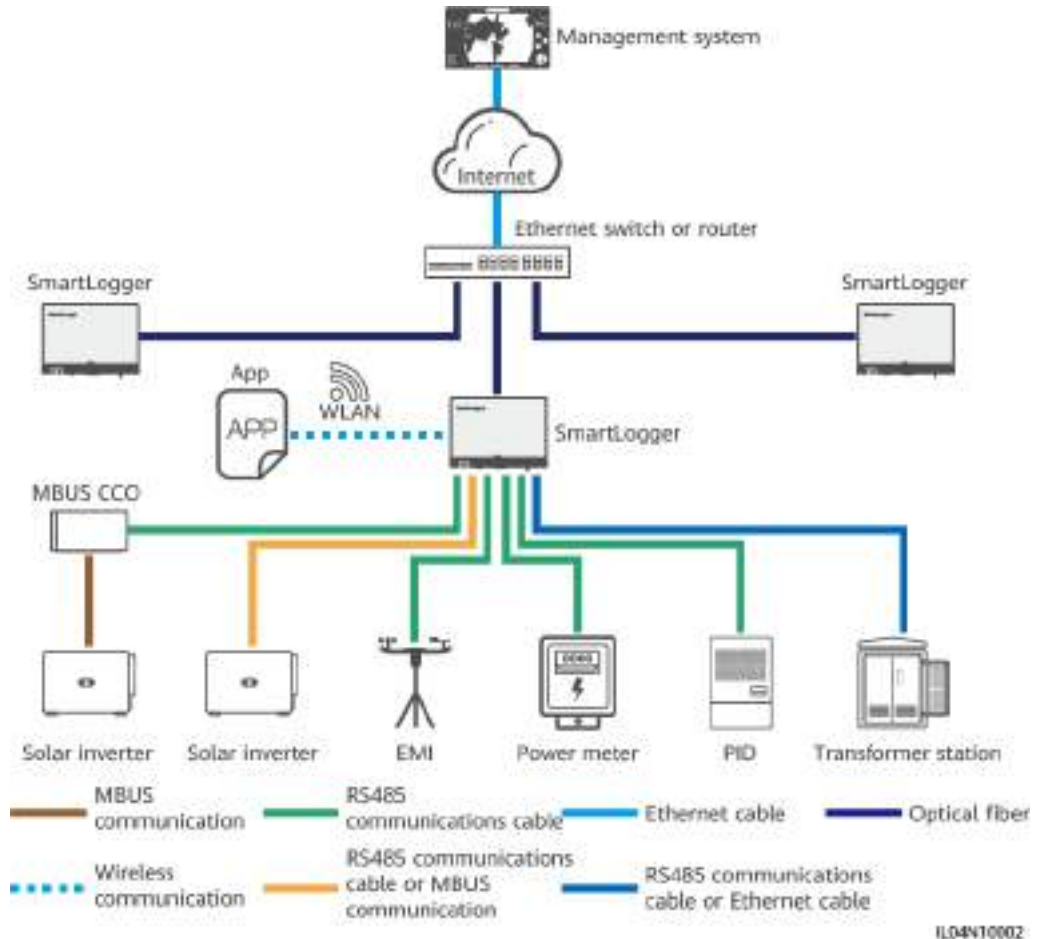 Management system
Internet
Ethernet switch or router
SmartLogger
SmartLogger
App
WLAN
APP
SmartLogger
MBUS CCO
Solar inverter
Solar inverter
EMI
Power meter
PID
Transformer station
MBUS
communication
RS485
communications cable
Ethernet cable
Optical fiber
Wireless
communication
RS485 communications
cable or MBUS
communication
RS485 communications
cable or Ethernet cable
IL04N10002